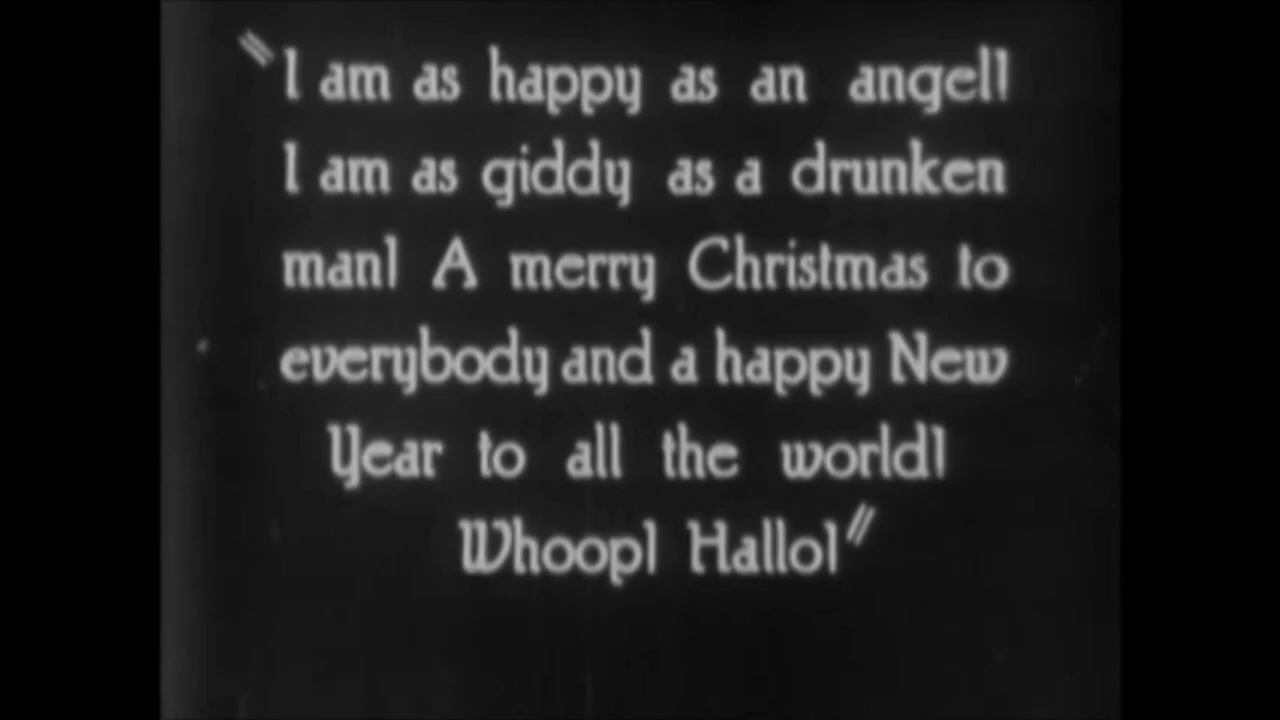 "I am as happy as an angel!
I am as giddy as a drunken
man! A merry Christmas to
everybody and a happy New
Year to all the world!
Whoop! Hallo!"